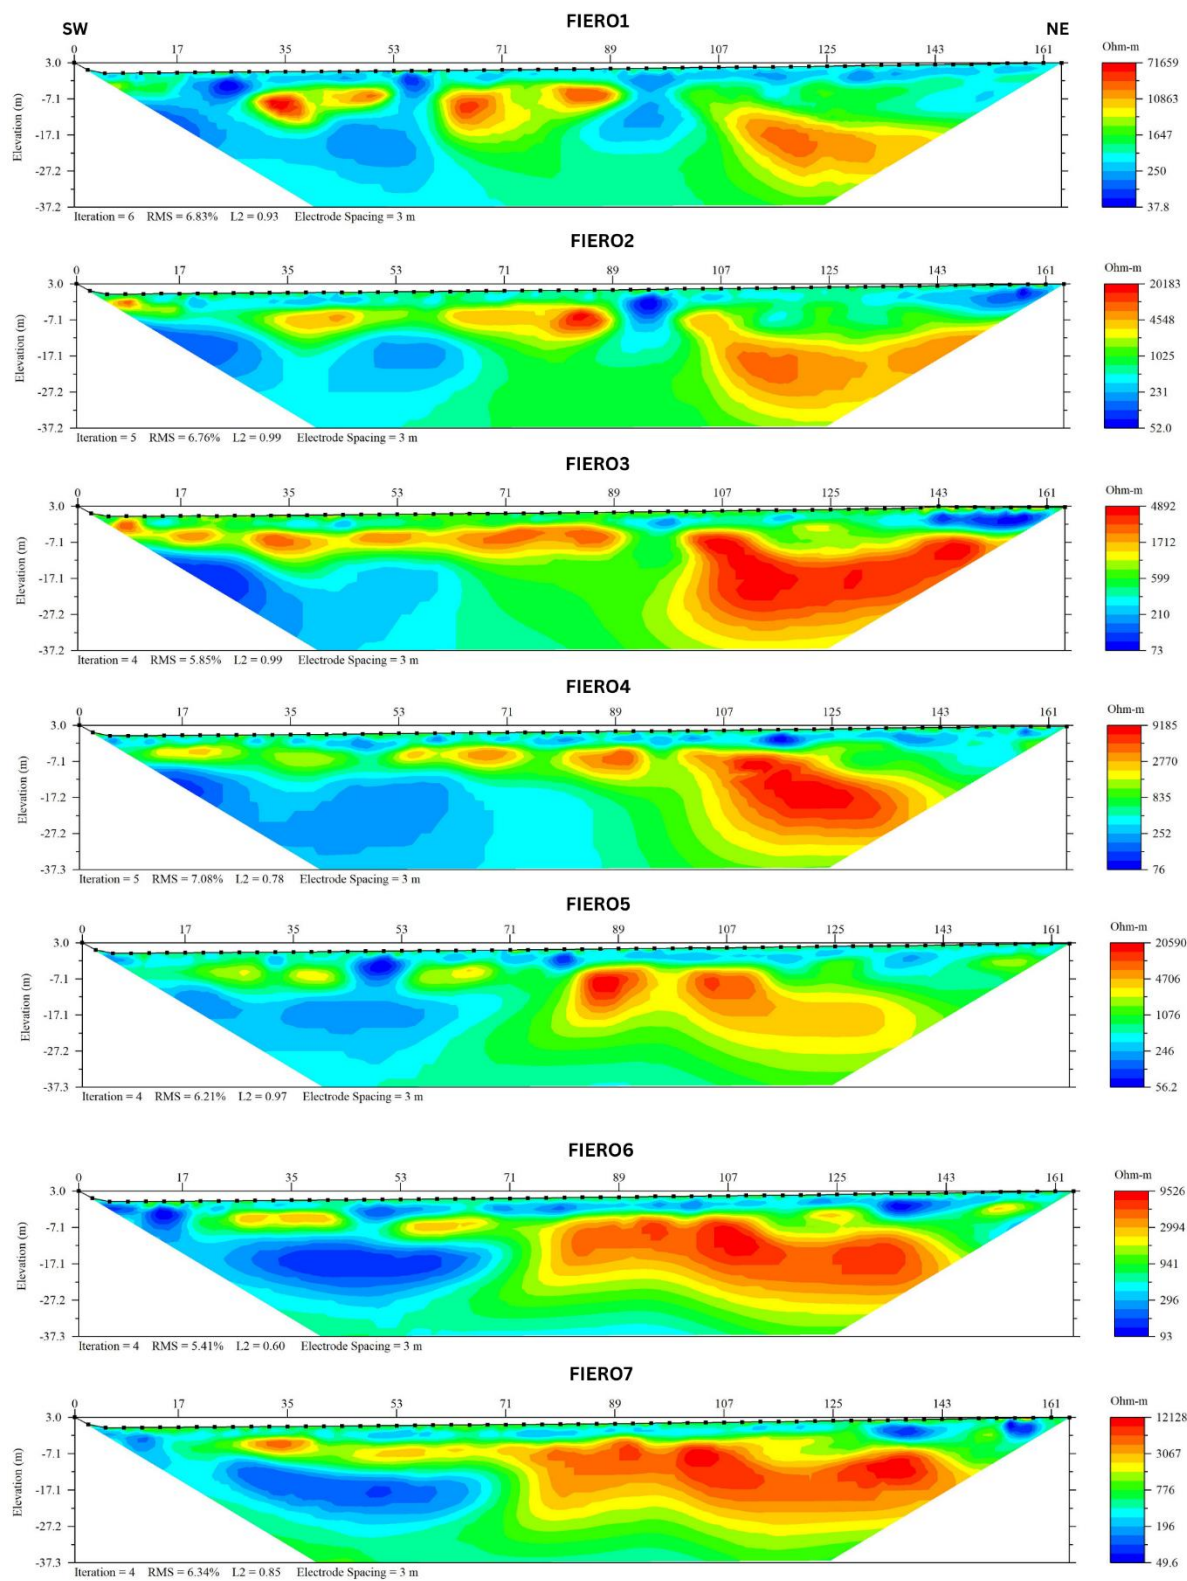 FIERO1
SW NE
0 17 35 53 71 89 107 125 143 161 Ohm-m
3.0 71659
-7.1 10863
-17.1 1647
-27.2 250
-37.2 37.8
Elevation (m)
Iteration = 6 RMS = 6.83% L2 = 0.93 Electrode Spacing = 3 m
FIERO2
0 17 35 53 71 89 107 125 143 161 Ohm-m
3.0 20183
-7.1 4548
-17.1 1025
-27.2 231
-37.2 52.0
Elevation (m)
Iteration = 5 RMS = 6.76% L2 = 0.99 Electrode Spacing = 3 m
FIERO3
0 17 35 53 71 89 107 125 143 161 Ohm-m
3.0 4892
-7.1 1712
-17.1 599
-27.2 210
-37.2 73
Elevation (m)
Iteration = 4 RMS = 5.85% L2 = 0.99 Electrode Spacing = 3 m
FIERO4
0 17 35 53 71 89 107 125 143 161 Ohm-m
3.0 9185
-7.1 2770
-17.2 835
-27.2 252
-37.3 76
Elevation (m)
Iteration = 5 RMS = 7.08% L2 = 0.78 Electrode Spacing = 3 m
FIERO5
0 17 35 53 71 89 107 125 143 161 Ohm-m
3.0 20590
-7.1 4706
-17.1 1076
-27.2 246
-37.3 56.2
Elevation (m)
Iteration = 4 RMS = 6.21% L2 = 0.97 Electrode Spacing = 3 m
FIERO6
0 17 35 53 71 89 107 125 143 161 Ohm-m
3.0 9526
-7.1 2994
-17.1 941
-27.2 296
-37.3 93
Elevation (m)
Iteration = 4 RMS = 5.41% L2 = 0.60 Electrode Spacing = 3 m
FIERO7
0 17 35 53 71 89 107 125 143 161 Ohm-m
3.0 12128
-7.1 3067
-17.1 776
-27.2 196
-37.3 49.6
Elevation (m)
Iteration = 4 RMS = 6.34% L2 = 0.85 Electrode Spacing = 3 m